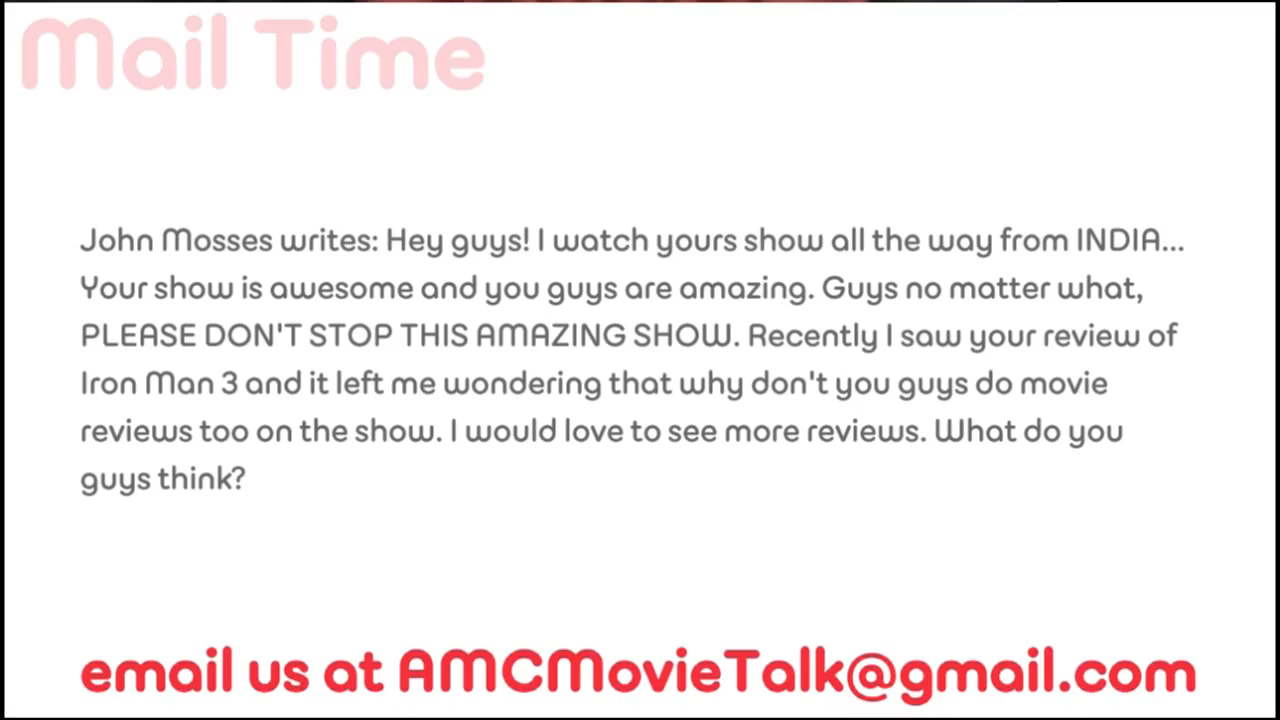 Mail Time
John Mosses writes: Hey guys! I watch yours show all the way from INDIA...
Your show is awesome and you guys are amazing. Guys no matter what,
PLEASE DON'T STOP THIS AMAZING SHOW. Recently I saw your review of
Iron Man 3 and it left me wondering that why don't you guys do movie
reviews too on the show. I would love to see more reviews. What do you
guys think?
email us at AMCMovieTalk@gmail.com